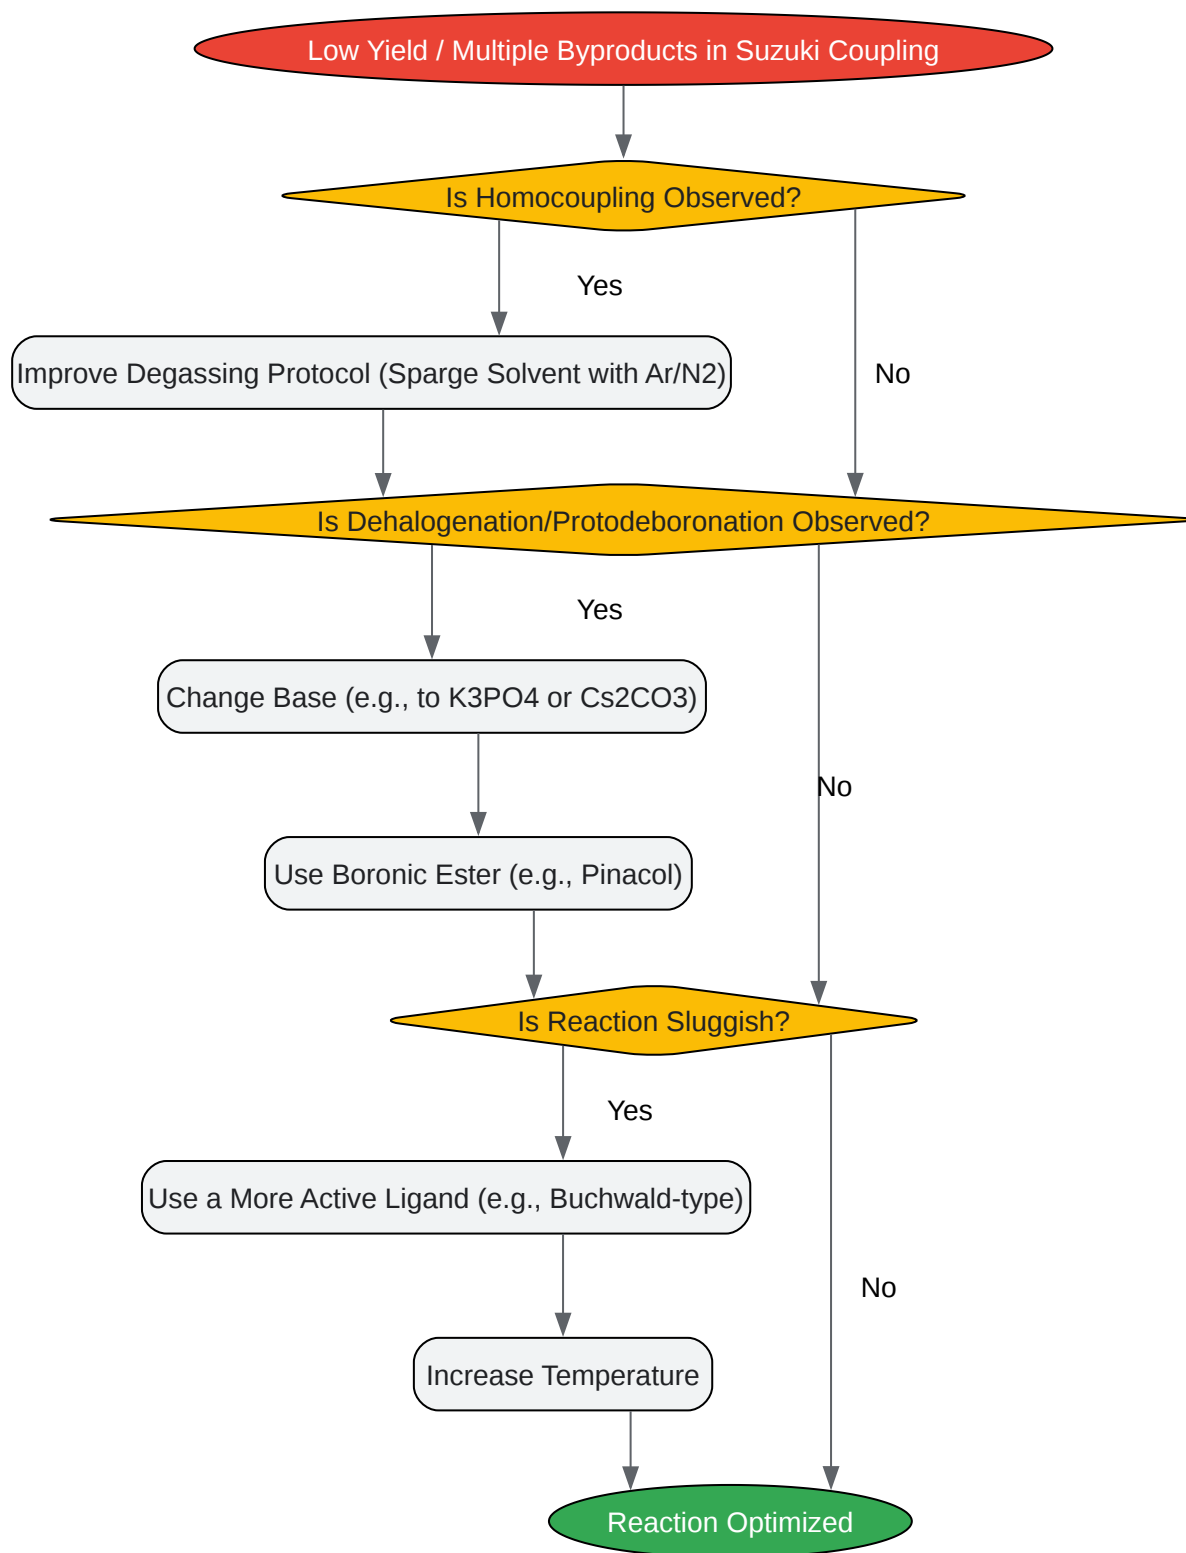 Low Yield / Multiple Byproducts in Suzuki Coupling
Is Homocoupling Observed?
Yes
Improve Degassing Protocol (Sparge Solvent with Ar/N2)
No
Is Dehalogenation/Protodeboronation Observed?
Yes
Change Base (e.g., to K3PO4 or Cs2CO3)
No
Use Boronic Ester (e.g., Pinacol)
Is Reaction Sluggish?
Yes
Use a More Active Ligand (e.g., Buchwald-type)
No
Increase Temperature
Reaction Optimized